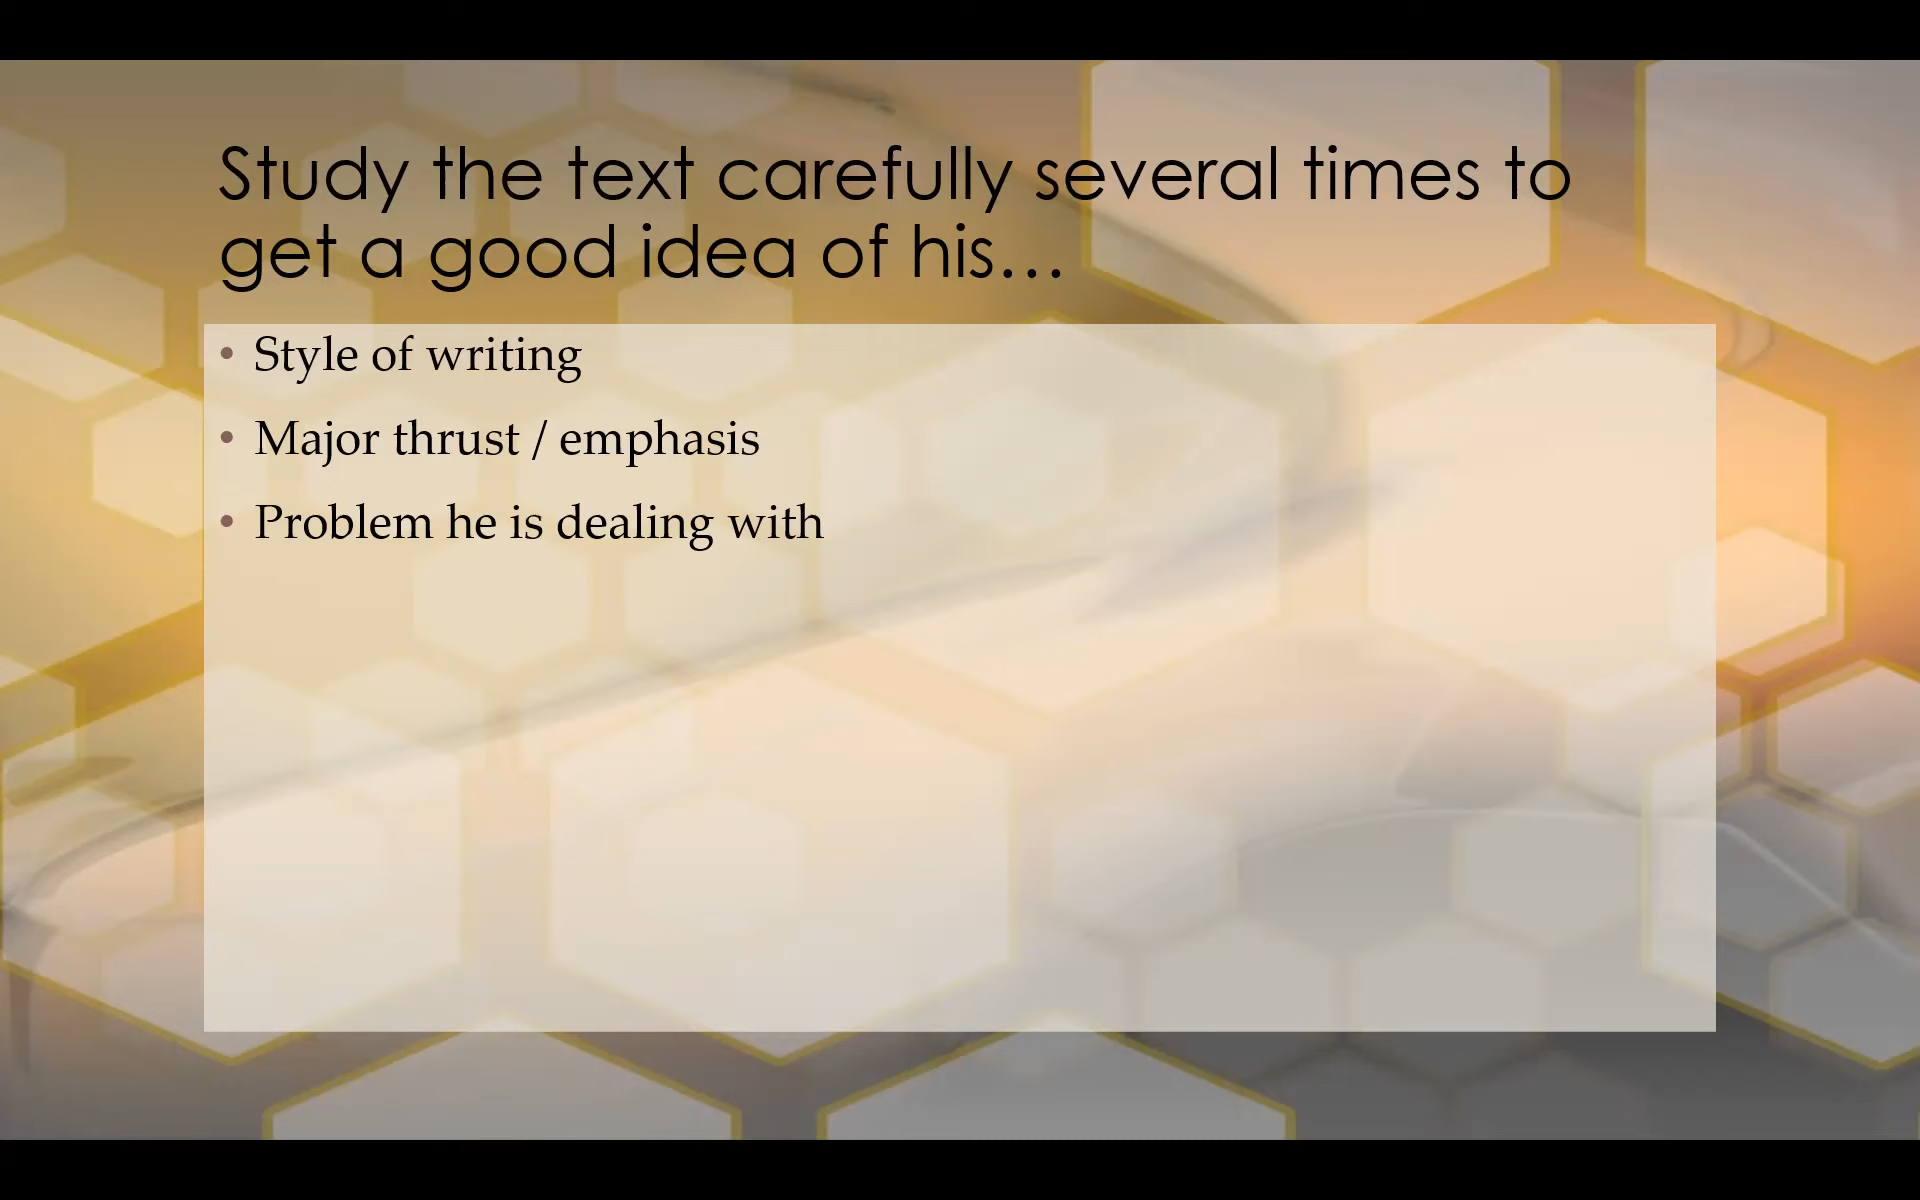 Study the text carefully several times to
get a good idea of his…
• Style of writing
• Major thrust / emphasis
• Problem he is dealing with